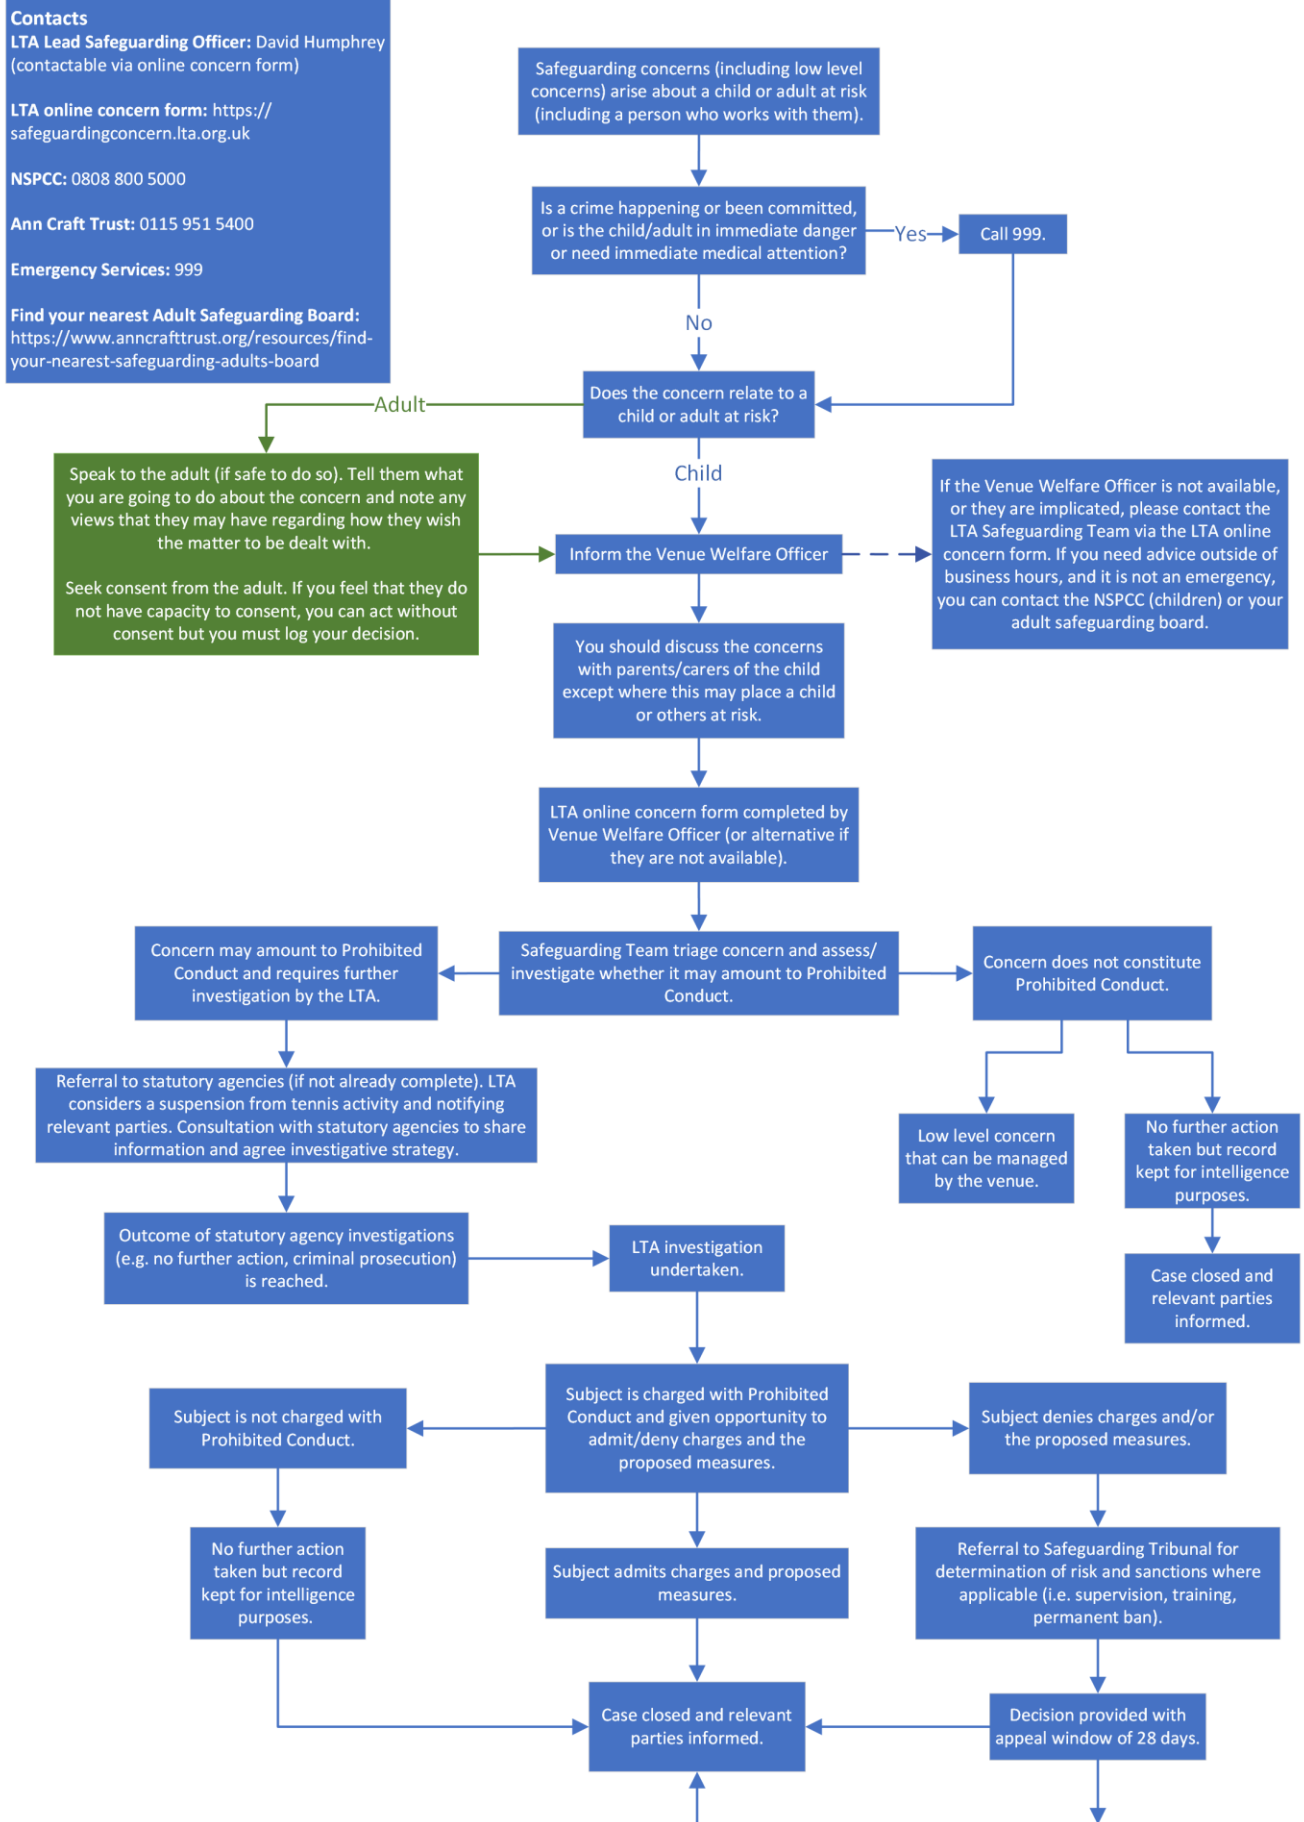 Contacts
LTA Lead Safeguarding Officer: David Humphrey
(contactable via online concern form)
LTA online concern form: https://
safeguardingconcern.lta.org.uk
NSPCC: 0808 800 5000
Ann Craft Trust: 0115 951 5400
Emergency Services: 999
Find your nearest Adult Safeguarding Board:
https://www.anncrafttrust.org/resources/find-
your-nearest-safeguarding-adults-board
Safeguarding concerns (including low level
concerns) arise about a child or adult at risk
(including a person who works with them).
Is a crime happening or been committed,
or is the child/adult in immediate danger
or need immediate medical attention?
Yes
Call 999.
No
Does the concern relate to a
child or adult at risk?
Adult
Speak to the adult (if safe to do so). Tell them what
you are going to do about the concern and note any
views that they may have regarding how they wish
the matter to be dealt with.
Seek consent from the adult. If you feel that they do
not have capacity to consent, you can act without
consent but you must log your decision.
Child
Inform the Venue Welfare Officer
If the Venue Welfare Officer is not available,
or they are implicated, please contact the
LTA Safeguarding Team via the LTA online
concern form. If you need advice outside of
business hours, and it is not an emergency,
you can contact the NSPCC (children) or your
adult safeguarding board.
You should discuss the concerns
with parents/carers of the child
except where this may place a child
or others at risk.
LTA online concern form completed by
Venue Welfare Officer (or alternative if
they are not available).
Safeguarding Team triage concern and assess/
investigate whether it may amount to Prohibited
Conduct.
Concern may amount to Prohibited
Conduct and requires further
investigation by the LTA.
Concern does not constitute
Prohibited Conduct.
Referral to statutory agencies (if not already complete). LTA
considers a suspension from tennis activity and notifying
relevant parties. Consultation with statutory agencies to share
information and agree investigative strategy.
Low level concern
that can be managed
by the venue.
No further action
taken but record
kept for intelligence
purposes.
Outcome of statutory agency investigations
(e.g. no further action, criminal prosecution)
is reached.
LTA investigation
undertaken.
Case closed and
relevant parties
informed.
Subject is not charged with
Prohibited Conduct.
Subject is charged with Prohibited
Conduct and given opportunity to
admit/deny charges and the
proposed measures.
Subject denies charges and/or
the proposed measures.
No further action
taken but record
kept for intelligence
purposes.
Subject admits charges and proposed
measures.
Referral to Safeguarding Tribunal for
determination of risk and sanctions where
applicable (i.e. supervision, training,
permanent ban).
Case closed and relevant
parties informed.
Decision provided with
appeal window of 28 days.